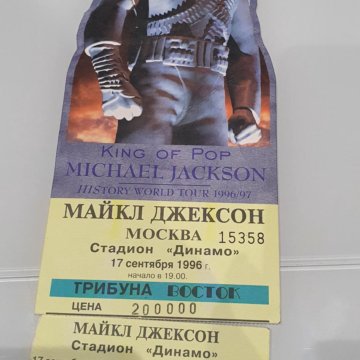 KING OF POP
MICHAEL JACKSON
HISTORY WORLD TOUR 1996/97
МАЙКЛ ДЖЕКСОН
МОСКВА 15358
Стадион «Динамо»
17 сентября 1996 г.
начало в 19.00.
ТРИБУНА ВОСТОК
ЦЕНА 200000
МАЙКЛ ДЖЕКСОН
Стадион «Динамо»